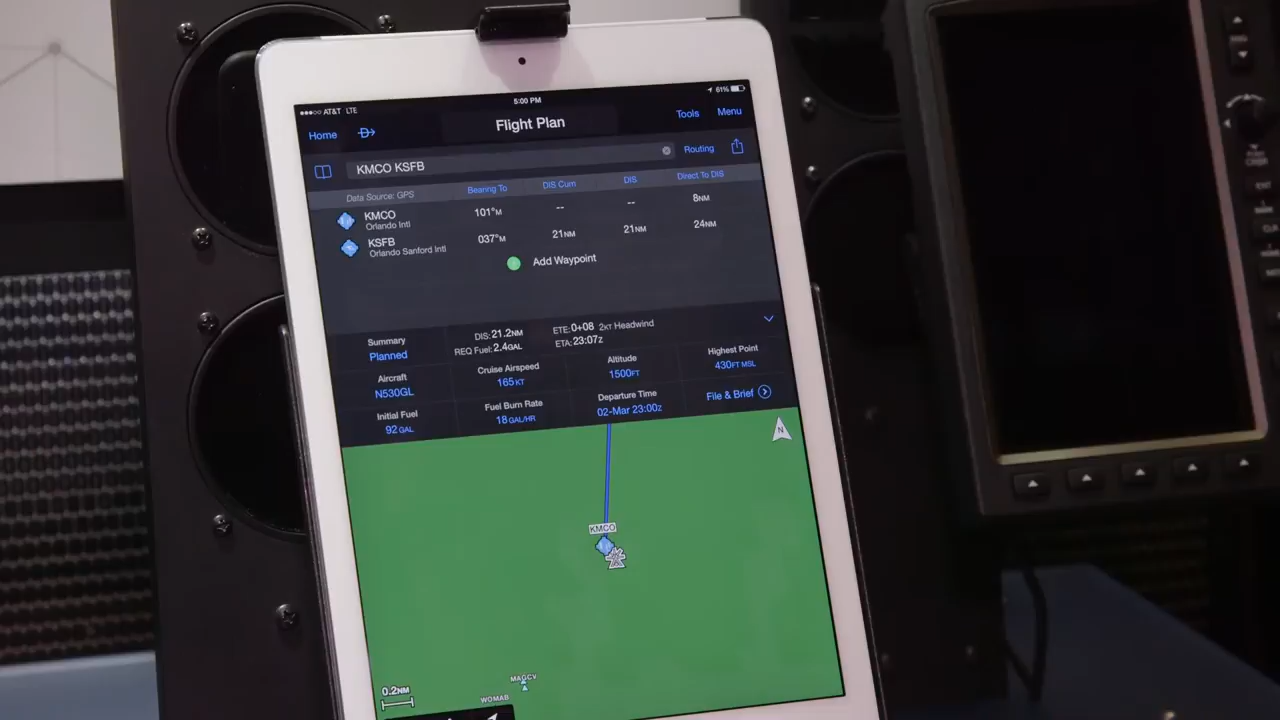 ●●●○○ AT&T LTE 5:00 PM 61%
Home Flight Plan Tools Menu
KMCO KSFB Routing
Data Source: GPS Bearing To DIS Cum DIS Direct To DIS
KMCO 101°M -- -- 8NM
Orlando Intl
KSFB 037°M 21NM 21NM 24NM
Orlando Sanford Intl
Add Waypoint
Summary DIS: 21.2NM ETE: 0+08 2KT Headwind
Planned REQ Fuel: 2.4GAL ETA: 23:07Z
Aircraft Cruise Airspeed Altitude Highest Point
N530GL 165KT 1500FT 430FT MSL
Initial Fuel Fuel Burn Rate Departure Time File & Brief
92GAL 18GAL/HR 02-Mar 23:00Z
N
KMCO
MAGCV
0.2NM WOMAB